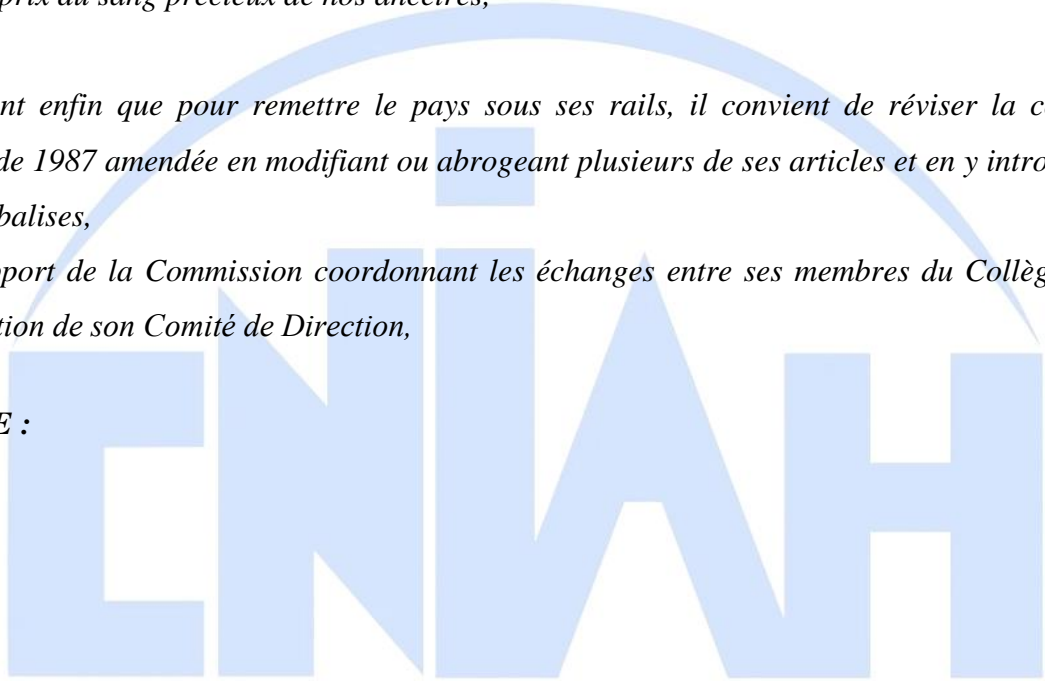 prix du sang précieux de nos ancêtres,
nt enfin que pour remettre le pays sous ses rails, il convient de réviser la c
de 1987 amendée en modifiant ou abrogeant plusieurs de ses articles et en y intro
balises,
port de la Commission coordonnant les échanges entre ses membres du Collèg
tion de son Comité de Direction,
E :
CNIAH